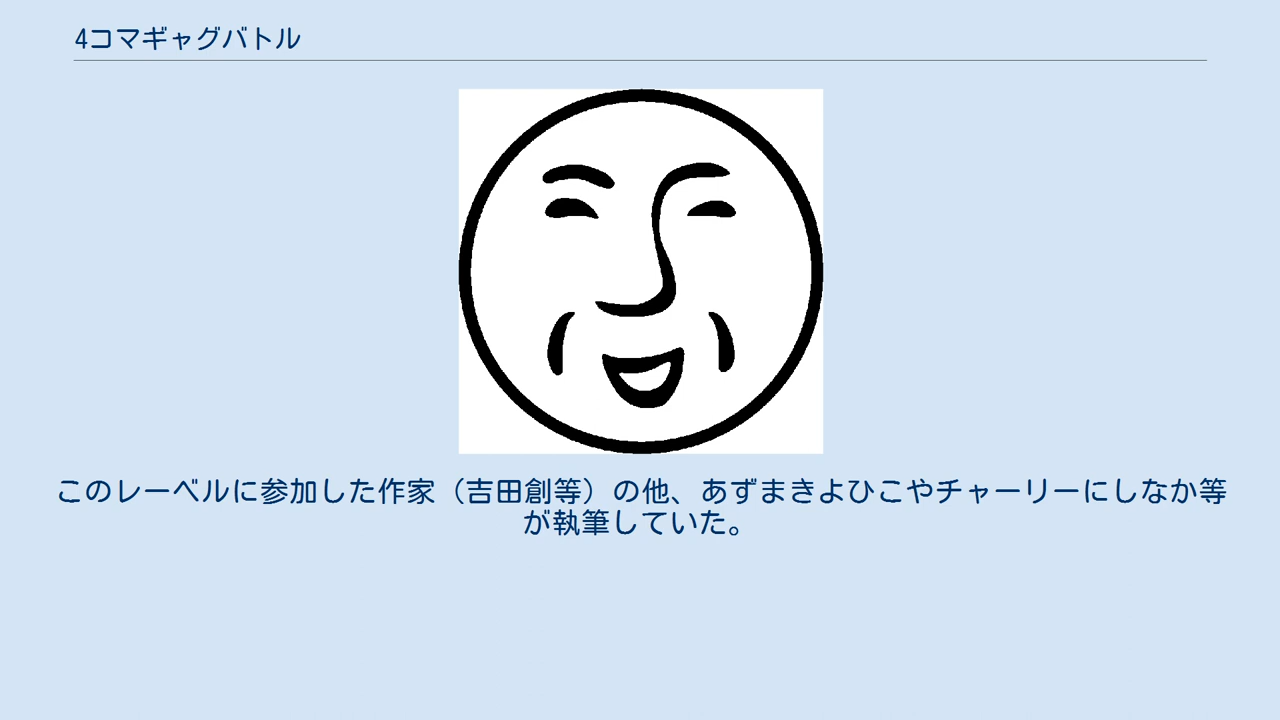 4コマギャグバトル
このレーベルに参加した作家（吉田創等）の他、あずまきよひこやチャーリーにしなか等
が執筆していた。